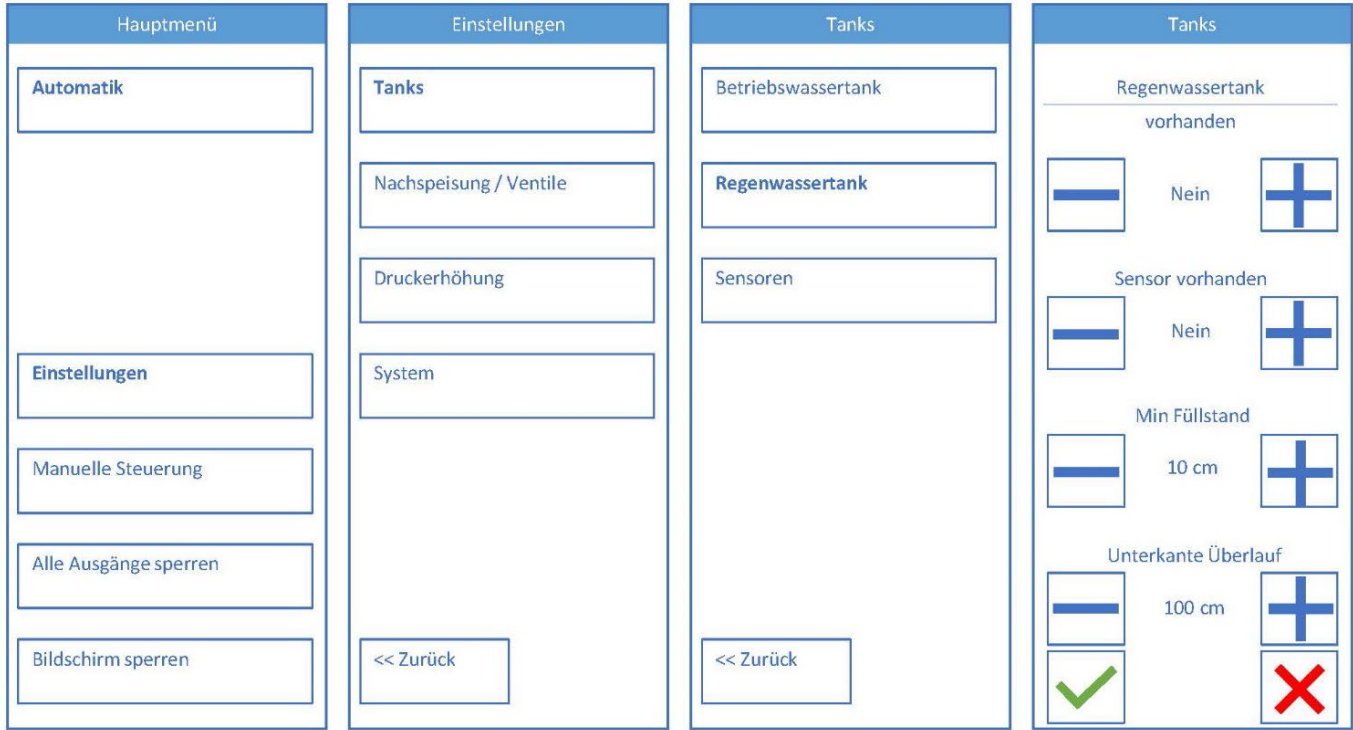 Hauptmenü
Automatik
Einstellungen
Manuelle Steuerung
Alle Ausgänge sperren
Bildschirm sperren
Einstellungen
Tanks
Nachspeisung / Ventile
Druckerhöhung
System
<< Zurück
Tanks
Betriebswassertank
Regenwassertank
Sensoren
<< Zurück
Tanks
Regenwassertank
vorhanden
Nein
Sensor vorhanden
Nein
Min Füllstand
10 cm
Unterkante Überlauf
100 cm